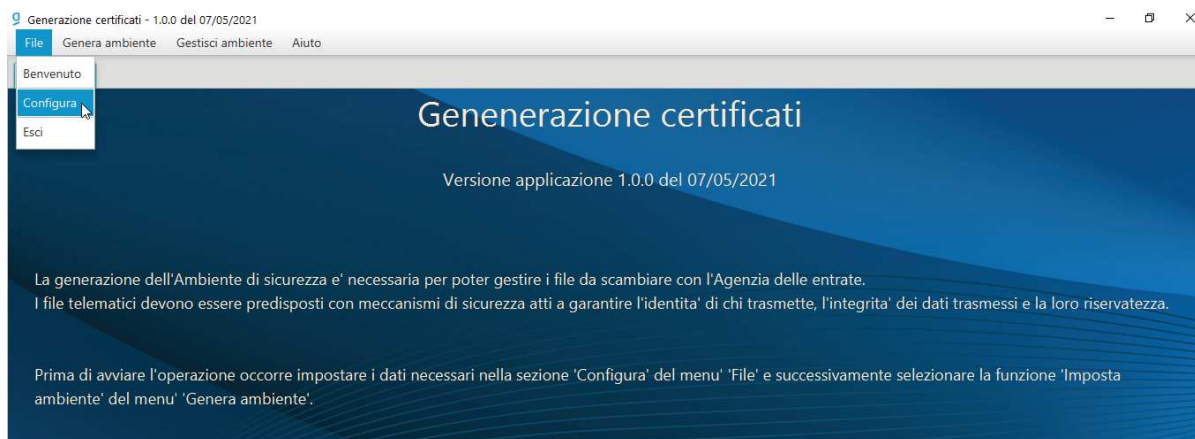 Generazione certificati - 1.0.0 del 07/05/2021
File Genera ambiente Gestisci ambiente Aiuto
Benvenuto
Configura
Esci
Genenerazione certificati
Versione applicazione 1.0.0 del 07/05/2021
La generazione dell'Ambiente di sicurezza e' necessaria per poter gestire i file da scambiare con l'Agenzia delle entrate.
I file telematici devono essere predisposti con meccanismi di sicurezza atti a garantire l'identita' di chi trasmette, l'integrita' dei dati trasmessi e la loro riservatezza.
Prima di avviare l'operazione occorre impostare i dati necessari nella sezione 'Configura' del menu' 'File' e successivamente selezionare la funzione 'Imposta
ambiente' del menu' 'Genera ambiente'.